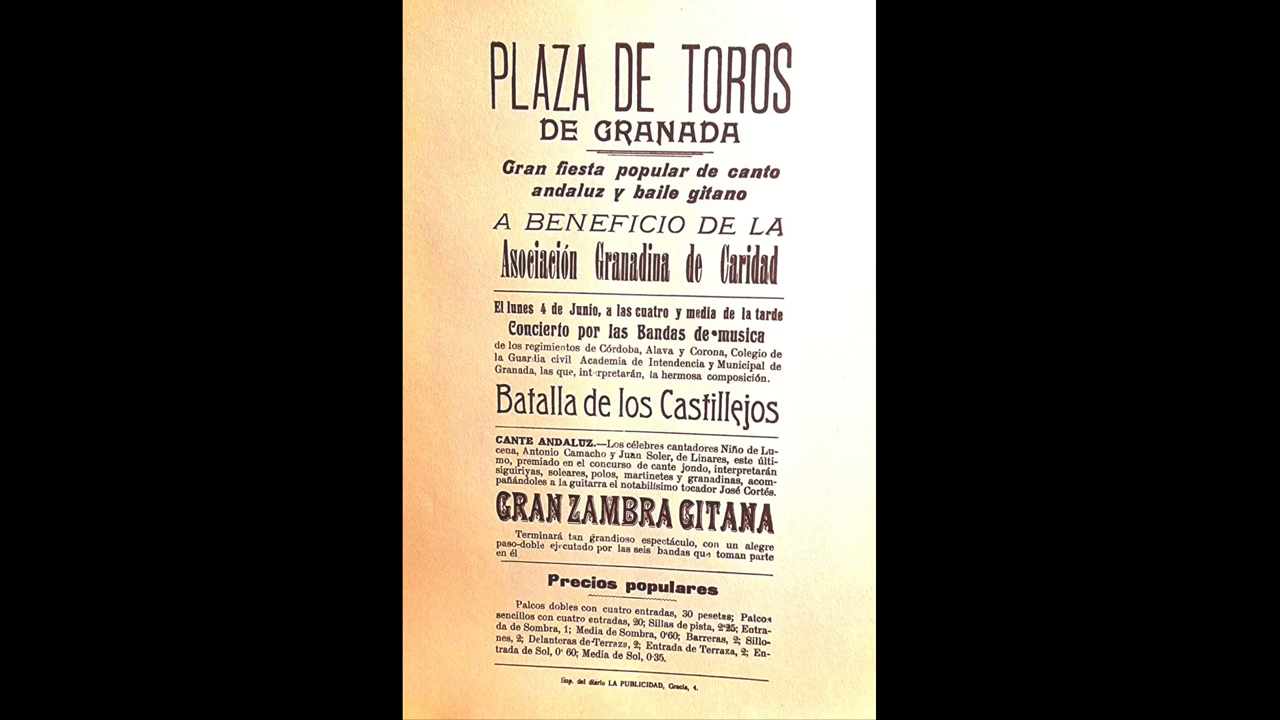 PLAZA DE TOROS
DE GRANADA
Gran fiesta popular de canto
andaluz y baile gitano
A BENEFICIO DE LA
Asociación Granadina de Caridad
El lunes 4 de Junio, a las cuatro y media de la tarde
Concierto por las Bandas de musica
de los regimientos de Córdoba, Alava y Corona, Colegio de
la Guardia civil Academia de Intendencia y Municipal de
Granada, las que, interpretarán, la hermosa composición.
Batalla de los Castillejos
CANTE ANDALUZ.—Los célebres cantadores Niño de Lu-
cena, Antonio Camacho y Juan Soler, de Linares, este últi-
mo, premiado en el concurso de cante jondo, interpretarán
siguiriyas, soleares, polos, martinetes y granadinas, acom-
pañándoles a la guitarra el notabilísimo tocador José Cortés.
GRAN ZAMBRA GITANA
Terminará tan grandioso espectáculo, con un alegre
paso-doble ejecutado por las seis bandas que toman parte
en él
Precios populares
Palcos dobles con cuatro entradas, 30 pesetas; Palcos
sencillos con cuatro entradas, 20; Sillas de pista, 2'25; Entra-
da de Sombra, 1; Media de Sombra, 0'60; Barreras, 2; Sillo-
nes, 2; Delanteras de Terraza, 2; Entrada de Terraza, 2; En-
trada de Sol, 0'60; Media de Sol, 0'35.
Imp. del diario LA PUBLICIDAD, Gracia, 4.